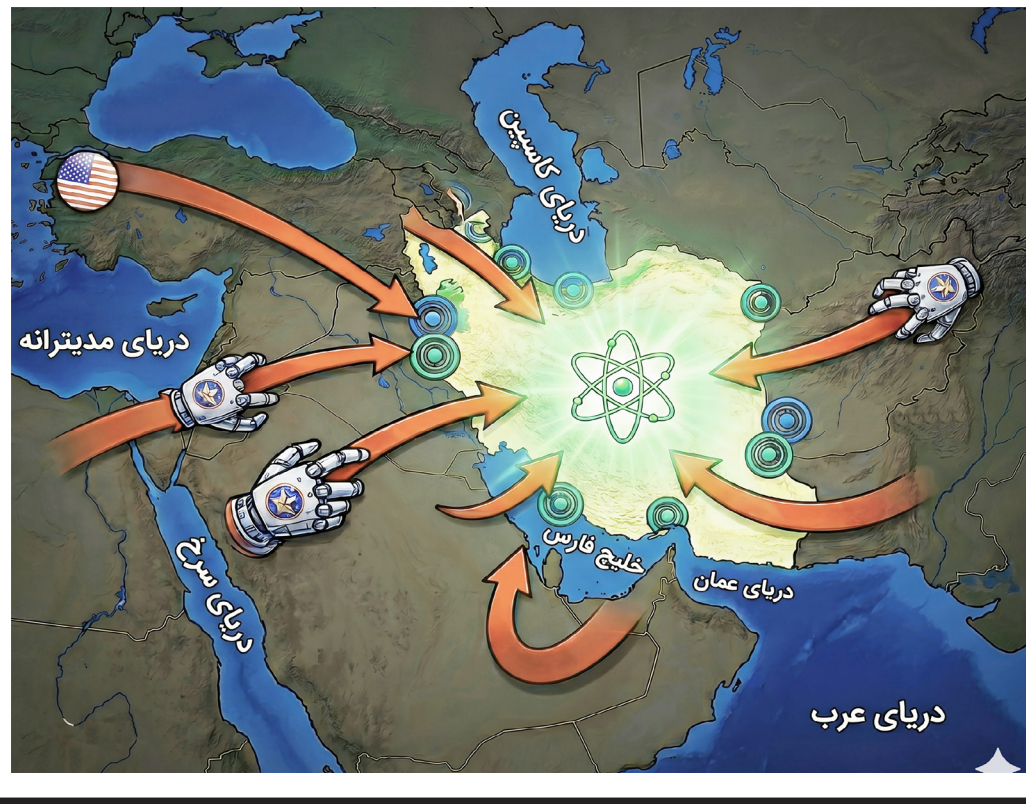 دریای کاسپین
دریای مدیترانه
خلیج فارس
دریای سرخ
دریای عمان
دریای عرب